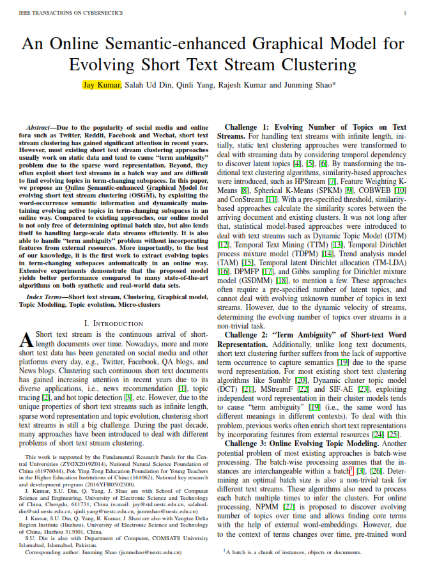 IEEE TRANSACTIONS ON CYBERNECTICS 1
An Online Semantic-enhanced Graphical Model for
Evolving Short Text Stream Clustering
Jay Kumar, Salah Ud Din, Qinli Yang, Rajesh Kumar and Junming Shao*
Abstract—Due to the popularity of social media and online
fora such as Twitter, Reddit, Facebook and Wechat, short text
stream clustering has gained significant attention in recent years.
However, most existing short text stream clustering approaches
usually work on static data and tend to cause "term ambiguity"
problem due to the sparse word representation. Beyond, they
often exploit short text streams in a batch way and are difficult
to find evolving topics in term-changing subspaces. In this paper,
we propose an Online Semantic-enhanced Graphical Model for
evolving short text stream clustering (OSGM), by exploiting the
word-occurrence semantic information and dynamically main-
taining evolving active topics in term-changing subspaces in an
online way. Compared to existing approaches, our online model
is not only free of determining optimal batch size, but also lends
itself to handling large-scale data streams efficiently. It is also
able to handle "term ambiguity" problem without incorporating
features from external resources. More importantly, to the best
of our knowledge, it is the first work to extract evolving topics
in term-changing subspaces automatically in an online way.
Extensive experiments demonstrate that the proposed model
yields better performance compared to many state-of-the-art
algorithms on both synthetic and real-world data sets.
Index Terms—Short text stream, Clustering, Graphical model,
Topic Modeling, Topic evolution, Micro-clusters
I. INTRODUCTION
A Short text stream is the continuous arrival of short-
length documents over time. Nowadays, more and more
short text data has been generated on social media and other
platforms every day, e.g., Twitter, Facebook, QA blogs, and
News blogs. Clustering such continuous short text documents
has gained increasing attention in recent years due to its
diverse applications, i.e., news recommendation [1], topic
tracing [2], and hot topic detection [3], etc. However, due to the
unique properties of short text streams such as infinite length,
sparse word representation and topic evolution, clustering short
text streams is still a big challenge. During the past decade,
many approaches have been introduced to deal with different
problems of short text stream clustering.
This work is supported by the Fundamental Research Funds for the Cen-
tral Universities (ZYGX2019Z014), National Natural Science Foundation of
China (61976044), Fok Ying Tong Education Foundation for Young Teachers
in the Higher Education Institutions of China (161062), National key research
and development program (2016YFB0502300).
J. Kumar, S.U. Din, Q. Yang, J. Shao are with School of Computer
Science and Engineering, University of Electronic Science and Technology
of China, Chengdu, 611731, China (e-mail: jay@std.uestc.edu.cn, salahud-
din@std.uestc.edu.cn, qinli.yang@uestc.edu.cn, junmshao@uestc.edu.cn)
J. Kumar, S.U. Din, Q. Yang, R. Kumar, J. Shao are with Yangtze Delta
Region Institute (Huzhou), University of Electronic Science and Technology
of China, Huzhou 313001, China.
S.U. Din is also with Department of Computer, COMSATS University
Islamabad, Islamabad, Pakistan
Corresponding author: Junming Shao (junmshao@uestc.edu.cn)
Challenge 1: Evolving Number of Topics on Text
Streams. For handling text streams with infinite length, ini-
tially, static text clustering approaches were transformed to
deal with streaming data by considering temporal dependency
to discover latent topics [4], [5], [6]. By transforming the tra-
ditional text clustering algorithms, similarity-based approaches
were introduced, such as HPStream [7], Feature Weighting K-
Means [8], Spherical K-Means (SPKM) [9], COBWEB [10]
and ConStream [11]. With a pre-specified threshold, similarity-
based approaches calculate the similarity scores between the
arriving document and existing clusters. It was not long after
that, statistical model-based approaches were introduced to
deal with text streams such as Dynamic Topic Model (DTM)
[12], Temporal Text Mining (TTM) [13], Temporal Dirichlet
process mixture model (TDPM) [14], Trend analysis model
(TAM) [15], Temporal latent Dirichlet allocation (TM-LDA)
[16], DPMFP [17], and Gibbs sampling for Dirichlet mixture
model (GSDMM) [18], to mention a few. These approaches
often require a pre-specified number of latent topics, and
cannot deal with evolving unknown number of topics in text
streams. However, due to the dynamic velocity of streams,
determining the evolving number of topics over streams is a
non-trivial task.
Challenge 2: "Term Ambiguity" of Short-text Word
Representation. Additionally, unlike long text documents,
short text clustering further suffers from the lack of supportive
term occurrence to capture semantics [19] due to the sparse
word representation. For most existing short text clustering
algorithms like Sumblr [20], Dynamic cluster topic model
(DCT) [21], MStreamF [22] and SIF-AE [23], exploiting
independent word representation in their cluster models tends
to cause "term ambiguity" [19] (i.e., the same word has
different meanings in different contexts). To deal with this
problem, previous works often enrich short text representations
by incorporating features from external resources [24] [25].
Challenge 3: Online Evolving Topic Modeling. Another
potential problem of most existing approaches is batch-wise
processing. The batch-wise processing assumes that the in-
stances are interchangeable within a batch¹ [3], [26]. Deter-
mining an optimal batch size is also a non-trivial task for
different text streams. These algorithms also need to process
each batch multiple times to infer the clusters. For online
processing, NPMM [27] is proposed to discover evolving
number of topics over time and allows finding core terms
with the help of external word-embeddings. However, due
to the context of terms changes over time, pre-trained word
¹A batch is a chunk of instances, objects or documents.